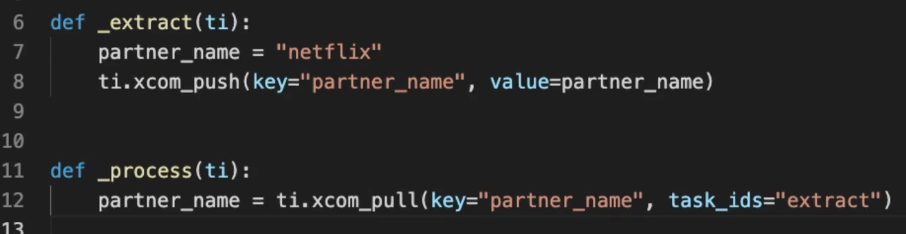 6 def _extract(ti):
7 partner_name = "netflix"
8 ti.xcom_push(key="partner_name", value=partner_name)
9
10
11 def _process(ti):
12 partner_name = ti.xcom_pull(key="partner_name", task_ids="extract")
13